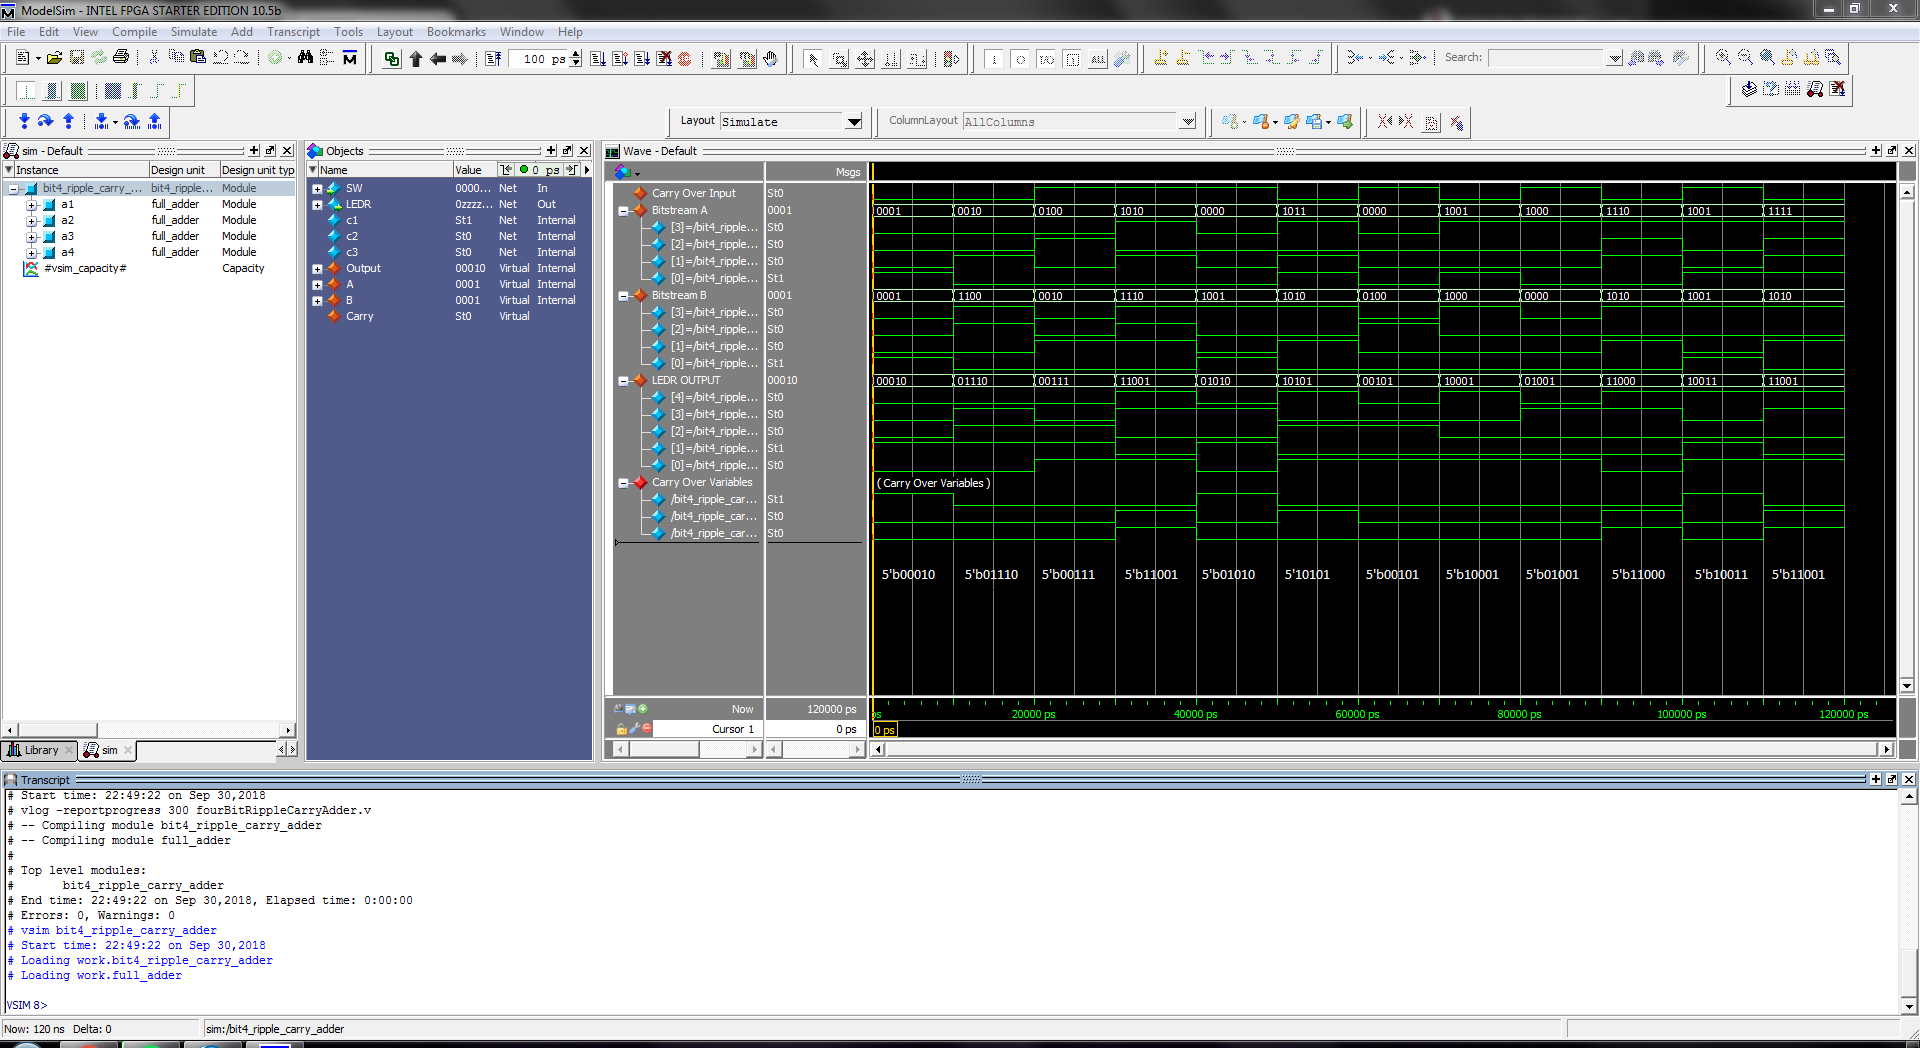 ModelSim - INTEL FPGA STARTER EDITION 10.5b
File Edit View Compile Simulate Add Transcript Tools Layout Bookmarks Window Help
100 ps
Search:
Layout Simulate
ColumnLayout AllColumns
sim - Default
Instance Design unit Design unit typ
bit4_ripple_carry_... bit4_ripple... Module
a1 full_adder Module
a2 full_adder Module
a3 full_adder Module
a4 full_adder Module
#vsim_capacity# Capacity
Library sim
Objects
Name Value 0 ps
SW 0000... Net In
LEDR 0zzzz... Net Out
c1 St1 Net Internal
c2 St0 Net Internal
c3 St0 Net Internal
Output 00010 Virtual Internal
A 0001 Virtual Internal
B 0001 Virtual Internal
Carry St0 Virtual
Wave - Default
Msgs
Carry Over Input St0
Bitstream A 0001 0001 0010 0100 1010 0000 1011 0000 1001 1000 1110 1001 1111
[3]=/bit4_ripple... St0
[2]=/bit4_ripple... St0
[1]=/bit4_ripple... St0
[0]=/bit4_ripple... St1
Bitstream B 0001 0001 1100 0010 1110 1001 1010 0100 1000 0000 1010 1001 1010
[3]=/bit4_ripple... St0
[2]=/bit4_ripple... St0
[1]=/bit4_ripple... St0
[0]=/bit4_ripple... St1
LEDR OUTPUT 00010 00010 01110 00111 11001 01010 10101 00101 10001 01001 11000 10011 11001
[4]=/bit4_ripple... St0
[3]=/bit4_ripple... St0
[2]=/bit4_ripple... St0
[1]=/bit4_ripple... St1
[0]=/bit4_ripple... St0
Carry Over Variables ( Carry Over Variables )
/bit4_ripple_car... St1
/bit4_ripple_car... St0
/bit4_ripple_car... St0
5'b00010 5'b01110 5'b00111 5'b11001 5'b01010 5'10101 5'b00101 5'b10001 5'b01001 5'b11000 5'b10011 5'b11001
Now 120000 ps ps 20000 ps 40000 ps 60000 ps 80000 ps 100000 ps 120000 ps
Cursor 1 0 ps 0 ps
Transcript
# Start time: 22:49:22 on Sep 30,2018
# vlog -reportprogress 300 fourBitRippleCarryAdder.v
# -- Compiling module bit4_ripple_carry_adder
# -- Compiling module full_adder
#
# Top level modules:
# bit4_ripple_carry_adder
# End time: 22:49:22 on Sep 30,2018, Elapsed time: 0:00:00
# Errors: 0, Warnings: 0
# vsim bit4_ripple_carry_adder
# Start time: 22:49:22 on Sep 30,2018
# Loading work.bit4_ripple_carry_adder
# Loading work.full_adder
VSIM 8>
Now: 120 ns Delta: 0 sim:/bit4_ripple_carry_adder